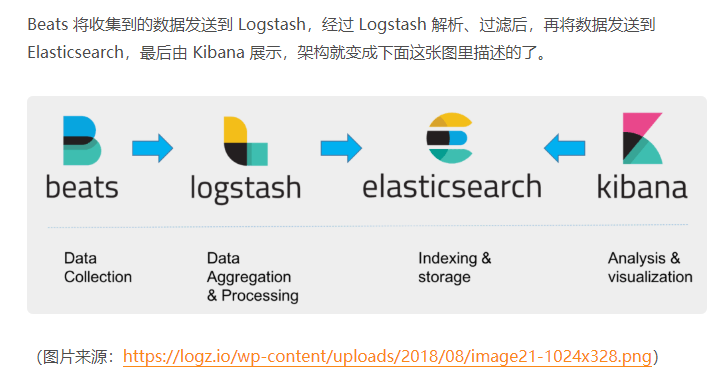 Beats 将收集到的数据发送到 Logstash，经过 Logstash 解析、过滤后，再将数据发送到
Elasticsearch，最后由 Kibana 展示，架构就变成下面这张图里描述的了。
beats logstash elasticsearch kibana
Data Data Indexing & Analysis &
Collection Aggregation storage visualization
& Processing
（图片来源：https://logz.io/wp-content/uploads/2018/08/image21-1024x328.png）